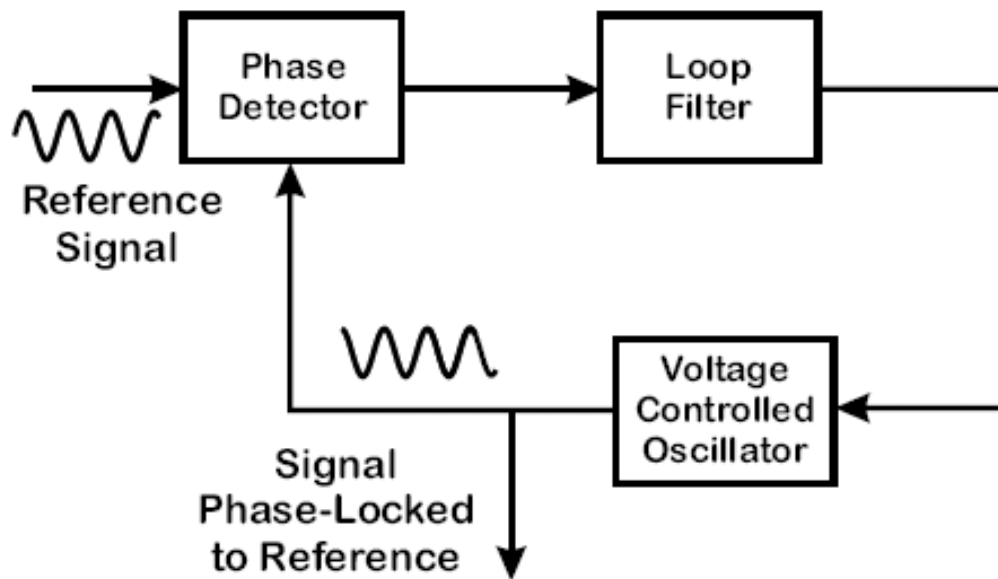 Phase
Detector
Loop
Filter
Reference
Signal
Voltage
Controlled
Oscillator
Signal
Phase-Locked
to Reference